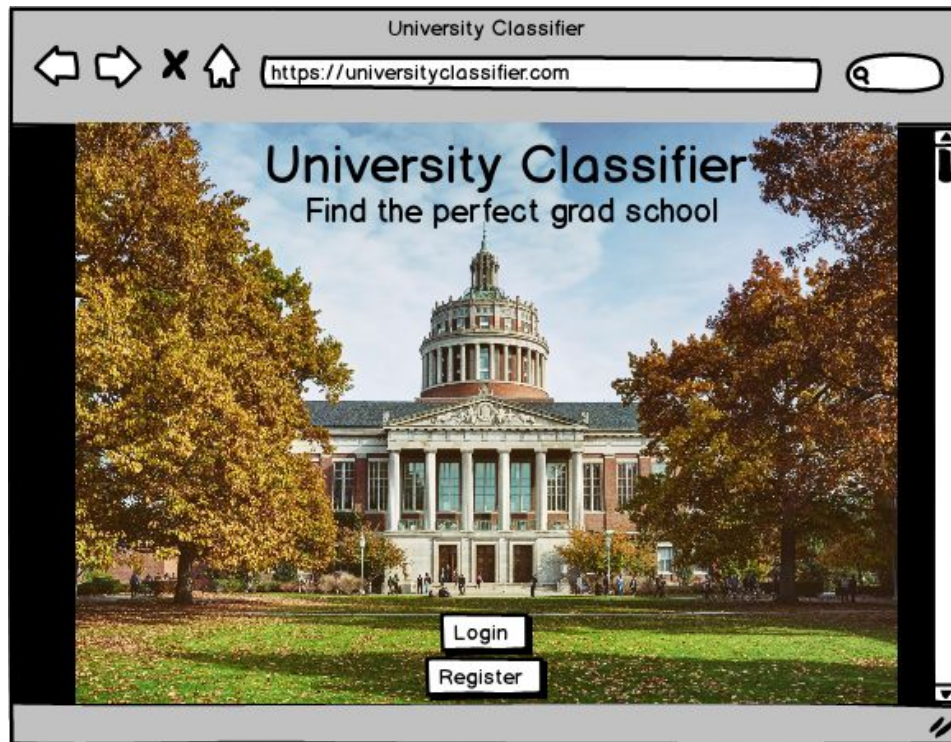 University Classifier
https://universityclassifier.com
University Classifier
Find the perfect grad school
Login
Register